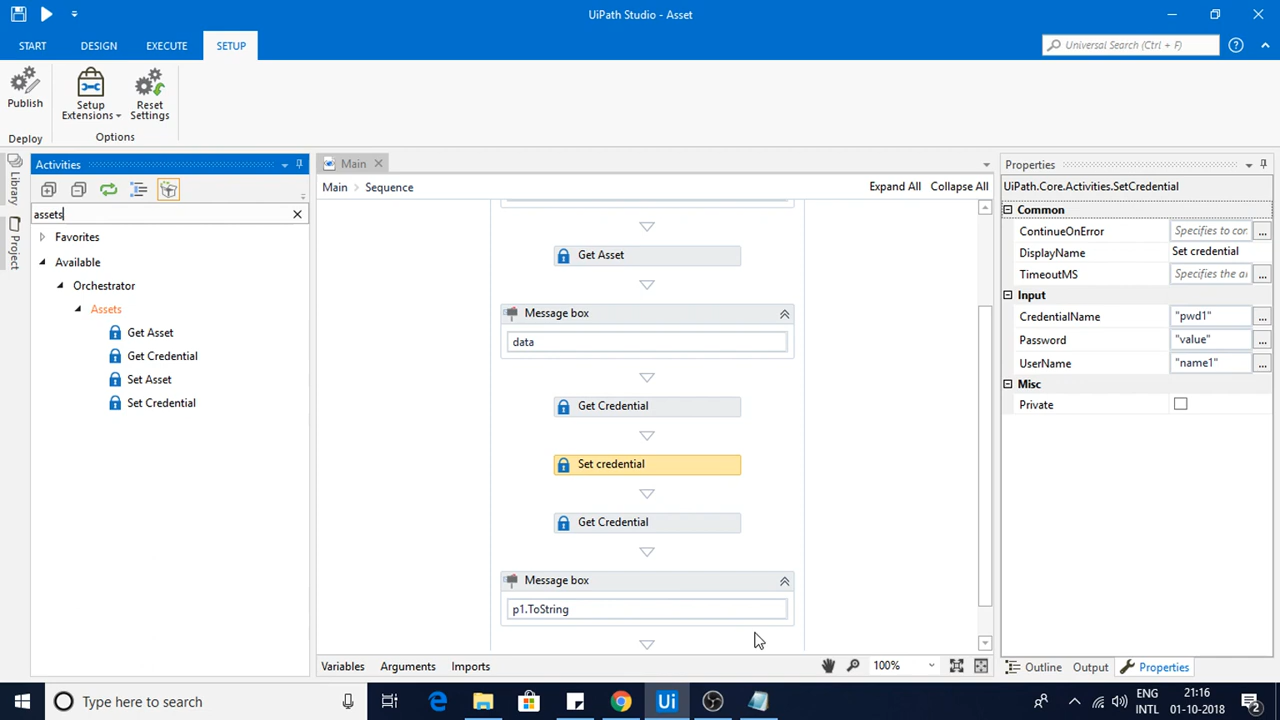 UiPath Studio - Asset
START
DESIGN
EXECUTE
SETUP
Universal Search (Ctrl + F)
Publish
Setup Extensions
Reset Settings
Deploy
Options
Library
Project
Activities
assets
Favorites
Available
Orchestrator
Assets
Get Asset
Get Credential
Set Asset
Set Credential
Main
Main > Sequence
Expand All
Collapse All
Get Asset
Message box
data
Get Credential
Set credential
Get Credential
Message box
p1.ToString
Variables
Arguments
Imports
100%
Properties
UiPath.Core.Activities.SetCredential
Common
ContinueOnError
Specifies to cor
...
DisplayName
Set credential
TimeoutMS
Specifies the ar
...
Input
CredentialName
"pwd1"
...
Password
"value"
...
UserName
"name1"
...
Misc
Private
Outline
Output
Properties
Type here to search
Ui
ENG
INTL
21:16
01-10-2018
2